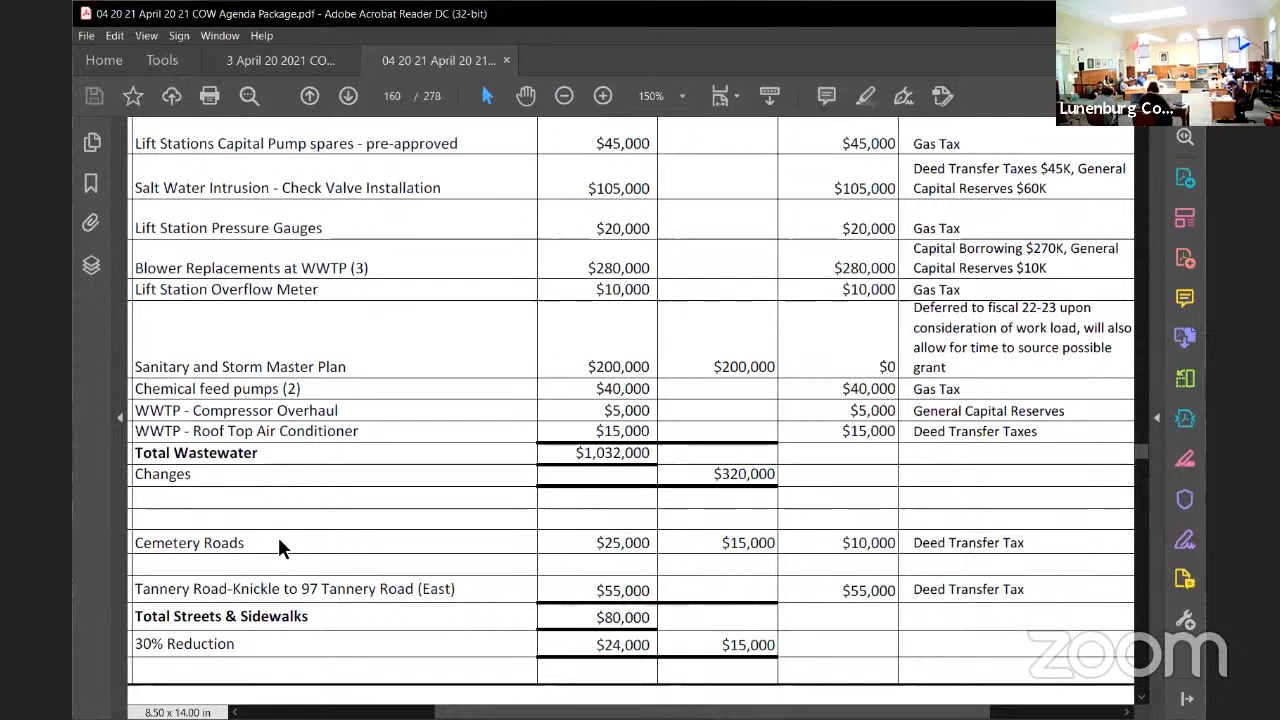 04 20 21 April 20 21 COW Agenda Package.pdf - Adobe Acrobat Reader DC (32-bit)
File Edit View Sign Window Help
Home Tools 3 April 20 2021 CO... 04 20 21 April 20 21... ×
160 / 278 150%
Lunenburg Co...
Lift Stations Capital Pump spares - pre-approved $45,000 $45,000 Gas Tax
Deed Transfer Taxes $45K, General
Salt Water Intrusion - Check Valve Installation $105,000 $105,000 Capital Reserves $60K
Lift Station Pressure Gauges $20,000 $20,000 Gas Tax
Capital Borrowing $270K, General
Blower Replacements at WWTP (3) $280,000 $280,000 Capital Reserves $10K
Lift Station Overflow Meter $10,000 $10,000 Gas Tax
Deferred to fiscal 22-23 upon
consideration of work load, will also
allow for time to source possible
Sanitary and Storm Master Plan $200,000 $200,000 $0 grant
Chemical feed pumps (2) $40,000 $40,000 Gas Tax
WWTP - Compressor Overhaul $5,000 $5,000 General Capital Reserves
WWTP - Roof Top Air Conditioner $15,000 $15,000 Deed Transfer Taxes
Total Wastewater $1,032,000
Changes $320,000
Cemetery Roads $25,000 $15,000 $10,000 Deed Transfer Tax
Tannery Road-Knickle to 97 Tannery Road (East) $55,000 $55,000 Deed Transfer Tax
Total Streets & Sidewalks $80,000
30% Reduction $24,000 $15,000
zoom
8.50 x 14.00 in